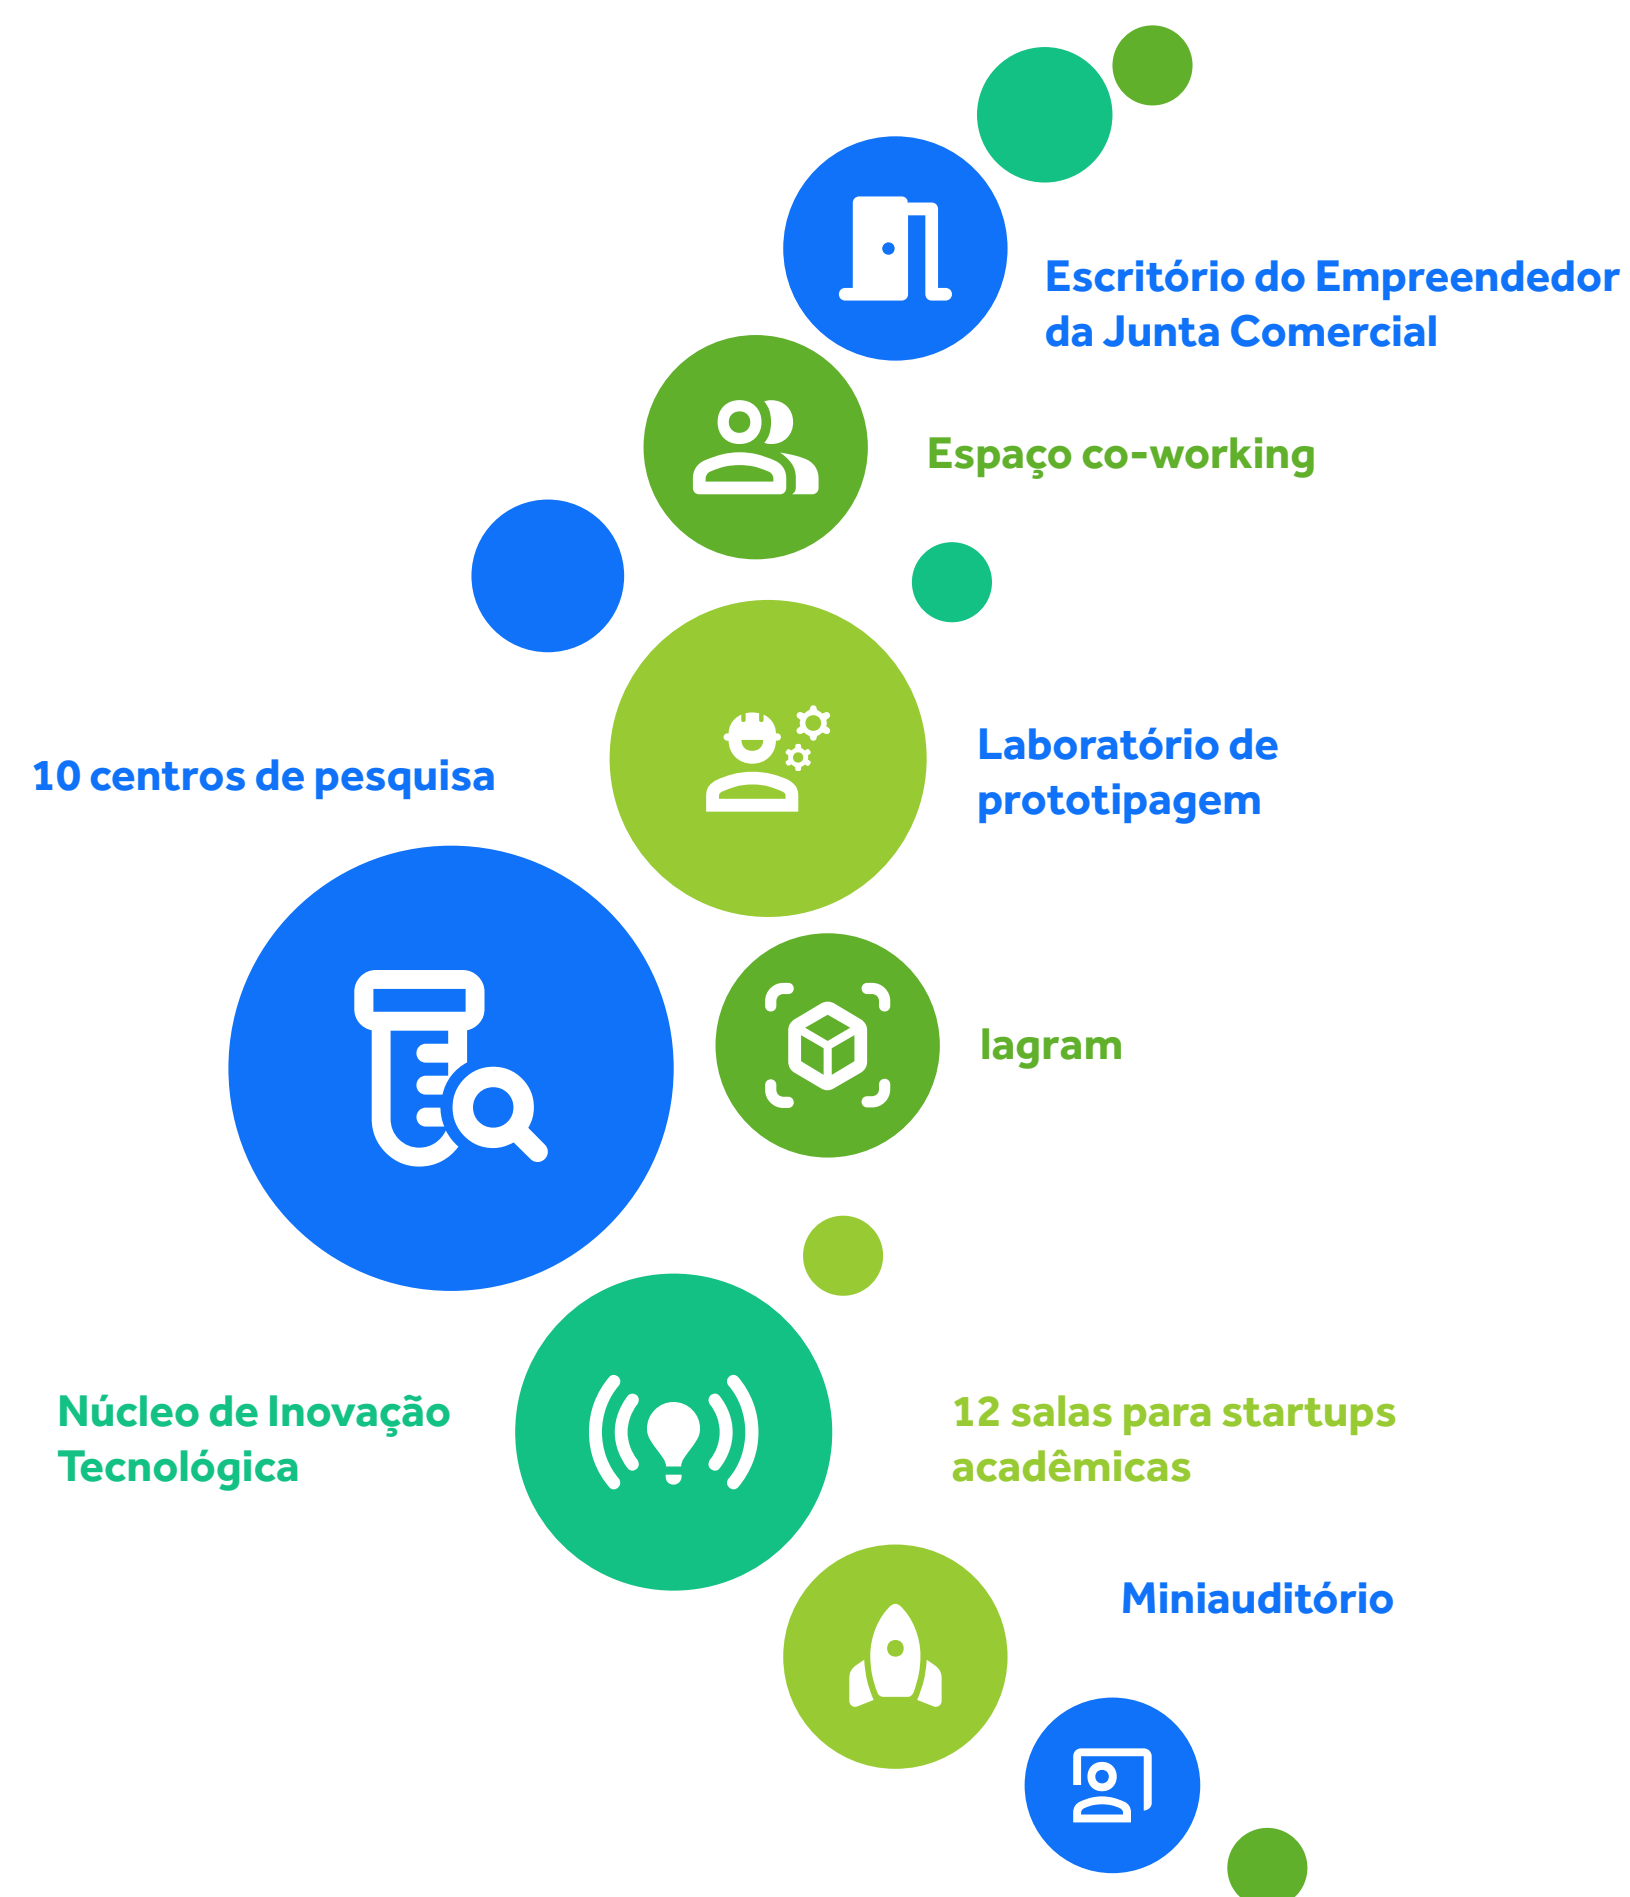 Escritório do Empreendedor
da Junta Comercial
Espaço co-working
Laboratório de
prototipagem
10 centros de pesquisa
lagram
Núcleo de Inovação
Tecnológica
12 salas para startups
acadêmicas
Miniauditório